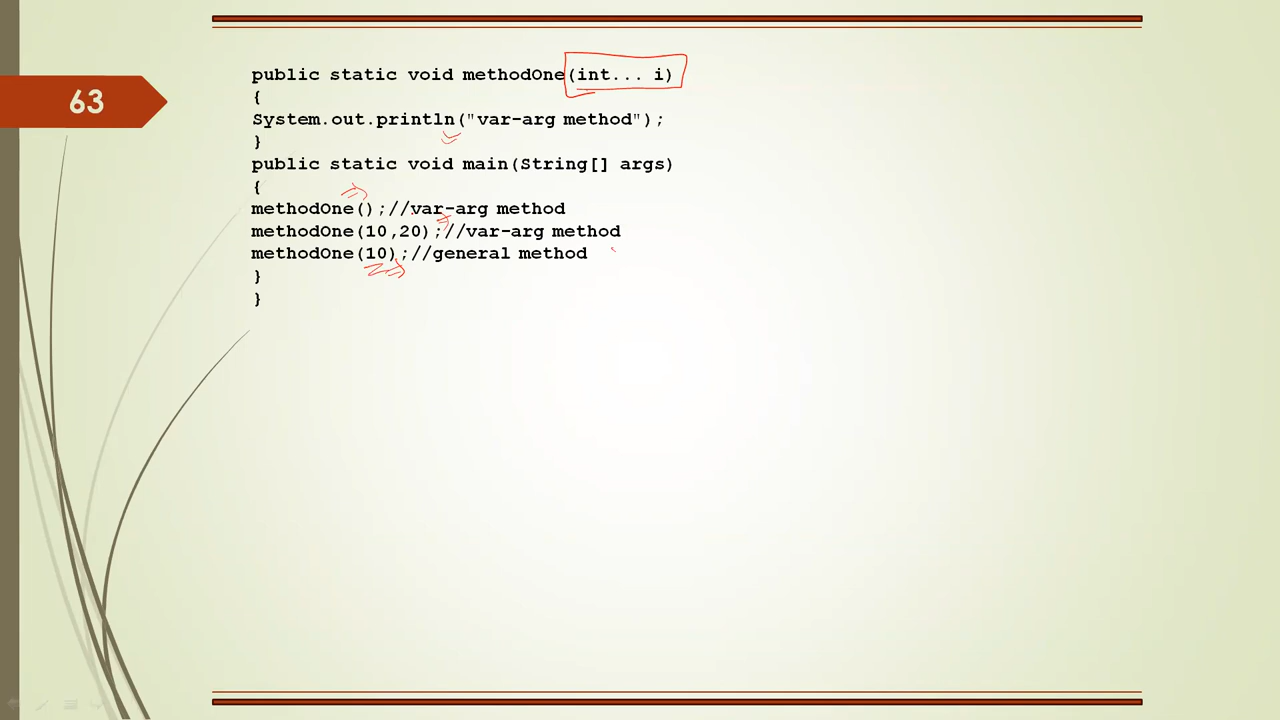 63
public static void methodOne(int... i)
{
System.out.println("var-arg method");
}
public static void main(String[] args)
{
methodOne();//var-arg method
methodOne(10,20);//var-arg method
methodOne(10);//general method
}
}